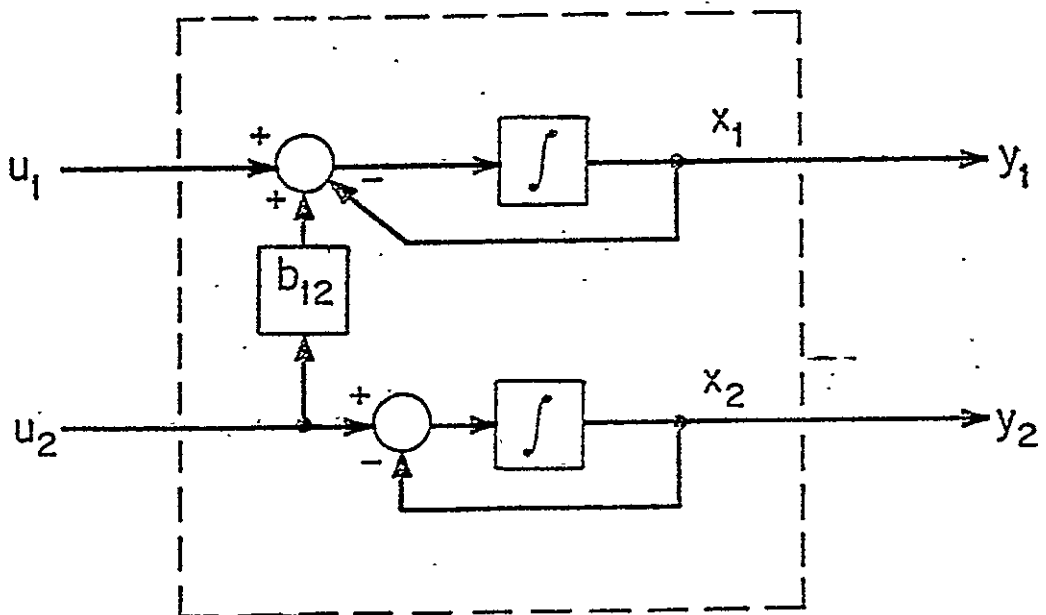 x₁
+
u₁
−
∫
y₁
+
b₁₂
x₂
+
u₂
∫
y₂
−